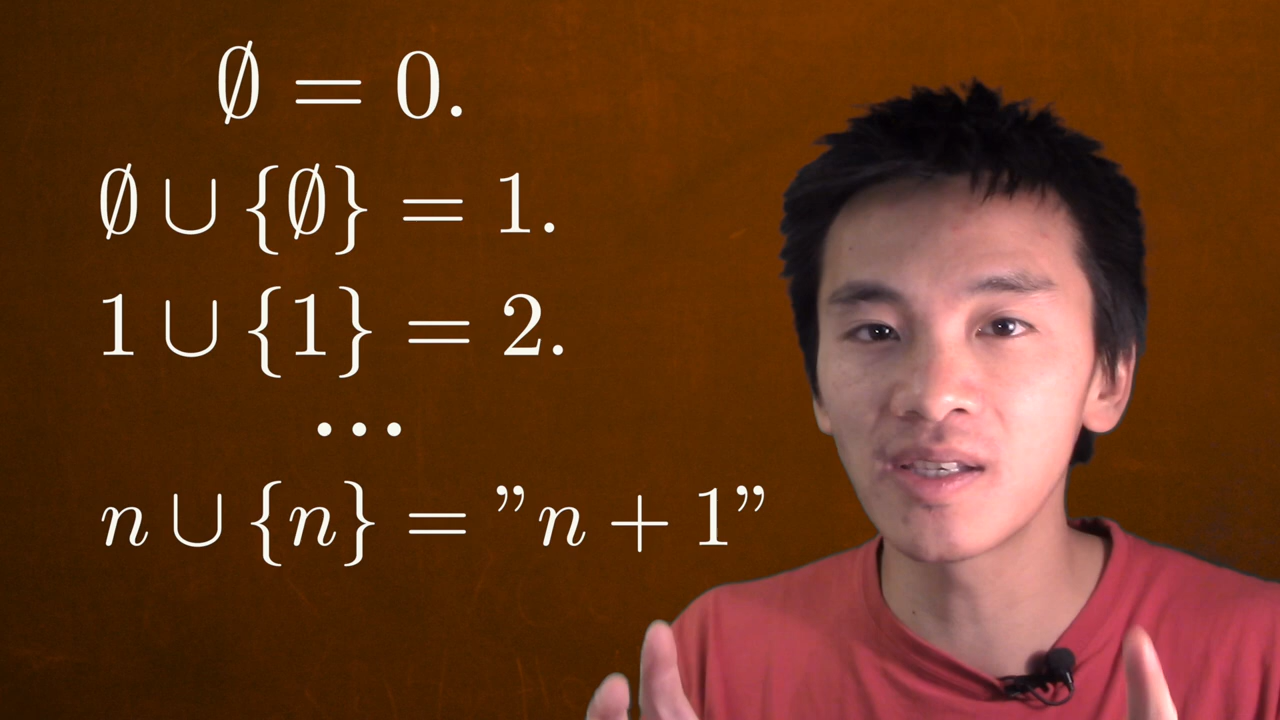 ∅ = 0.
∅ ∪ {∅} = 1.
1 ∪ {1} = 2.
...
n ∪ {n} = ”n + 1”